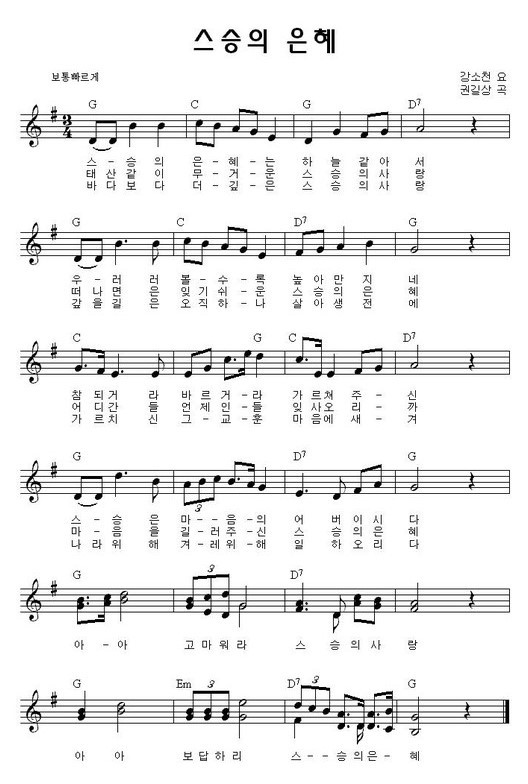 스승의 은혜
보통빠르게
강소천 요
권길상 곡
G C G D7
3/4
스-승의 은-혜-는 하늘같아서
태산같이 무-거-운 스승의사랑
바다보다 더-깊-은 스승의사랑
G C D7 G
우-러러 볼-수-록 높아만지네
떠나면은 잊기쉬-운 스승의은혜
갚을길은 오직하-나 살아생전에
C G C D7
참되거라 바르거-라 가르쳐주-신
어디간들 언제인-들 잊사오리-까
가르치신 그-교-훈 마음에새-겨
G D7 G
3
스-승은 마--음-의 어버이시다
마-음을 길-러주-신 스승의은혜
나라위해 겨-레위-해 일하오리다
G D7
3
아-아 고마워라 스-승의사랑
G Em D7 G
3 3
아아 보답하리 스--승의은-혜